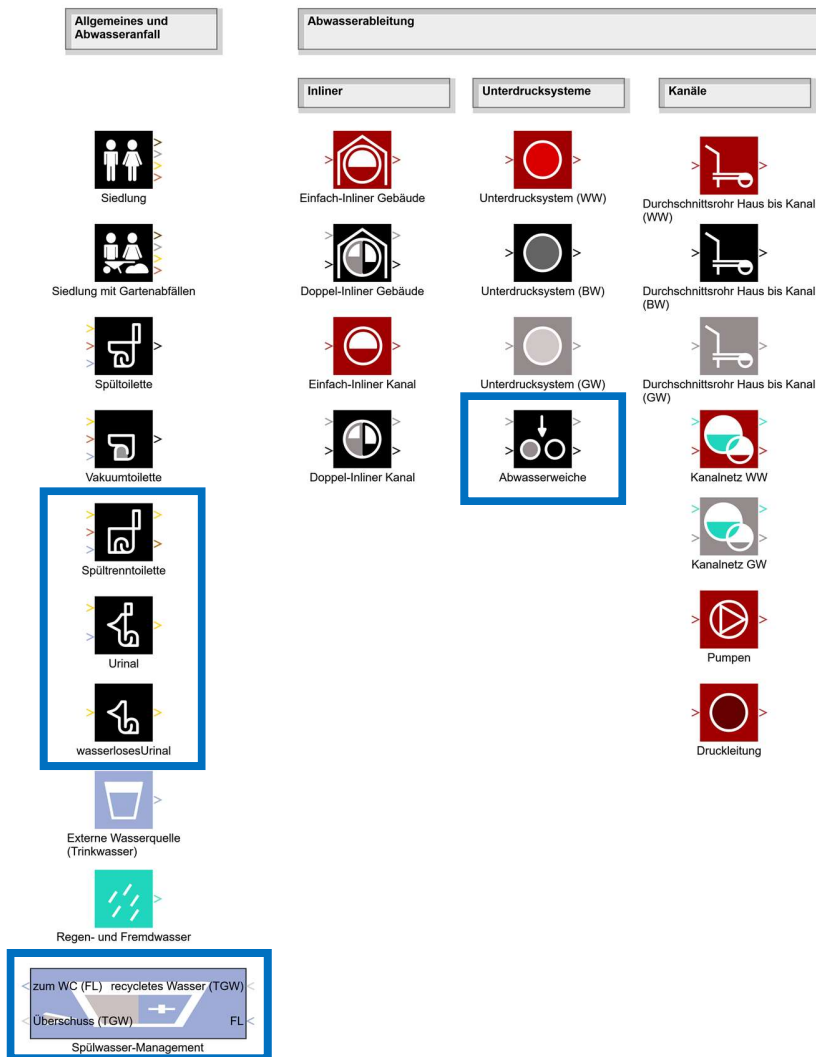 Allgemeines und
Abwasseranfall
Abwasserableitung
Inliner
Unterdrucksysteme
Kanäle
Siedlung
Einfach-Inliner Gebäude
Unterdrucksystem (WW)
Durchschnittsrohr Haus bis Kanal
(WW)
Siedlung mit Gartenabfällen
Doppel-Inliner Gebäude
Unterdrucksystem (BW)
Durchschnittsrohr Haus bis Kanal
(BW)
Spültoilette
Einfach-Inliner Kanal
Unterdrucksystem (GW)
Durchschnittsrohr Haus bis Kanal
(GW)
Vakuumtoilette
Doppel-Inliner Kanal
Abwasserweiche
Kanalnetz WW
Spültrenntoilette
Kanalnetz GW
Urinal
Pumpen
wasserlosesUrinal
Druckleitung
Externe Wasserquelle
(Trinkwasser)
Regen- und Fremdwasser
zum WC (FL) recycletes Wasser (TGW)
Überschuss (TGW) FL
Spülwasser-Management